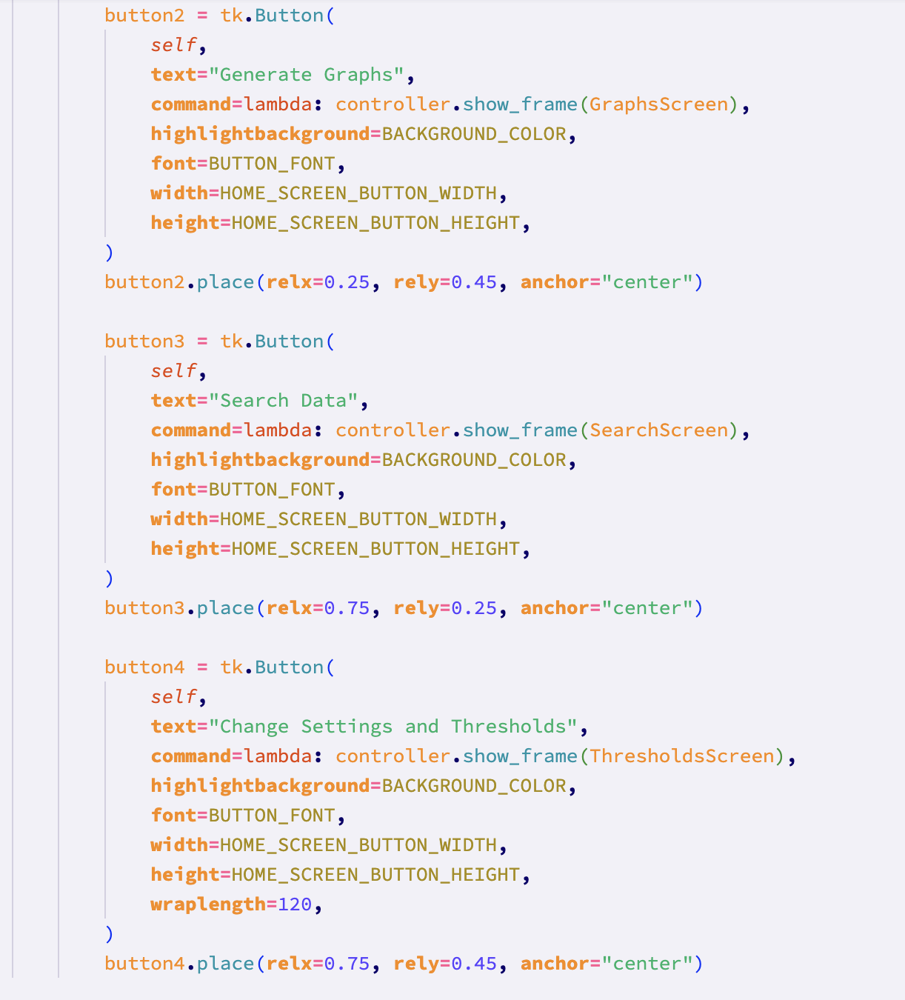 button2 = tk.Button(
    self,
    text="Generate Graphs",
    command=lambda: controller.show_frame(GraphsScreen),
    highlightbackground=BACKGROUND_COLOR,
    font=BUTTON_FONT,
    width=HOME_SCREEN_BUTTON_WIDTH,
    height=HOME_SCREEN_BUTTON_HEIGHT,
)
button2.place(relx=0.25, rely=0.45, anchor="center")

button3 = tk.Button(
    self,
    text="Search Data",
    command=lambda: controller.show_frame(SearchScreen),
    highlightbackground=BACKGROUND_COLOR,
    font=BUTTON_FONT,
    width=HOME_SCREEN_BUTTON_WIDTH,
    height=HOME_SCREEN_BUTTON_HEIGHT,
)
button3.place(relx=0.75, rely=0.25, anchor="center")

button4 = tk.Button(
    self,
    text="Change Settings and Thresholds",
    command=lambda: controller.show_frame(ThresholdsScreen),
    highlightbackground=BACKGROUND_COLOR,
    font=BUTTON_FONT,
    width=HOME_SCREEN_BUTTON_WIDTH,
    height=HOME_SCREEN_BUTTON_HEIGHT,
    wraplength=120,
)
button4.place(relx=0.75, rely=0.45, anchor="center")